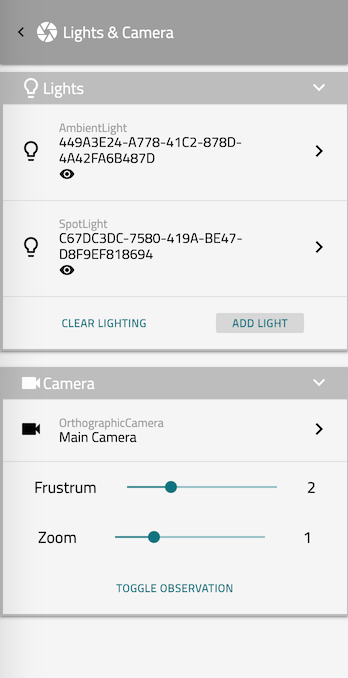 Lights & Camera
Lights
AmbientLight
449A3E24-A778-41C2-878D-
4A42FA6B487D
SpotLight
C67DC3DC-7580-419A-BE47-
D8F9EF818694
CLEAR LIGHTING ADD LIGHT
Camera
OrthographicCamera
Main Camera
Frustrum 2
Zoom 1
TOGGLE OBSERVATION